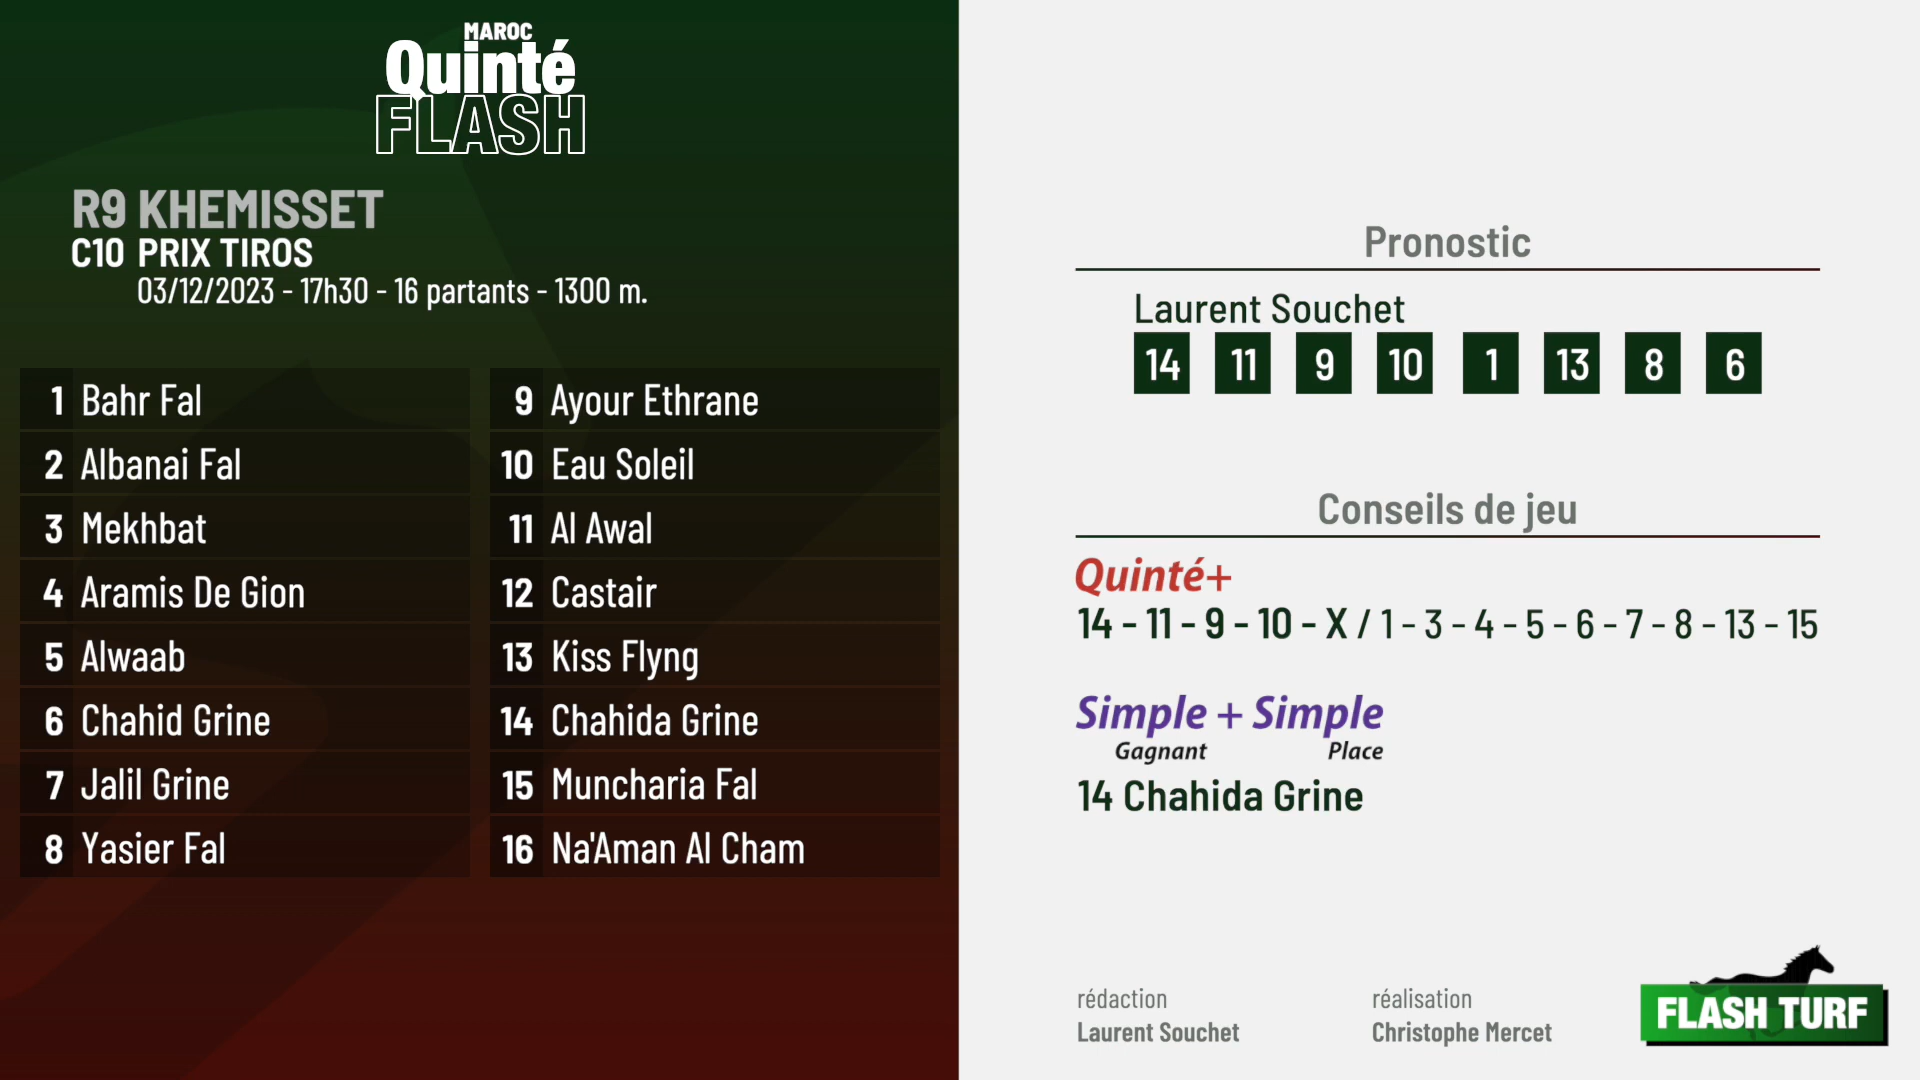 MAROC
Quinté
FLASH
R9 KHEMISSET
C10 PRIX TIROS
03/12/2023 - 17h30 - 16 partants - 1300 m.
1 Bahr Fal
2 Albanai Fal
3 Mekhbat
4 Aramis De Gion
5 Alwaab
6 Chahid Grine
7 Jalil Grine
8 Yasier Fal
9 Ayour Ethrane
10 Eau Soleil
11 Al Awal
12 Castair
13 Kiss Flyng
14 Chahida Grine
15 Muncharia Fal
16 Na'Aman Al Cham
Pronostic
Laurent Souchet
14 11 9 10 1 13 8 6
Conseils de jeu
Quinté+
14 - 11 - 9 - 10 - X / 1 - 3 - 4 - 5 - 6 - 7 - 8 - 13 - 15
Simple + Simple
Gagnant Place
14 Chahida Grine
rédaction
Laurent Souchet
réalisation
Christophe Mercet
FLASH TURF